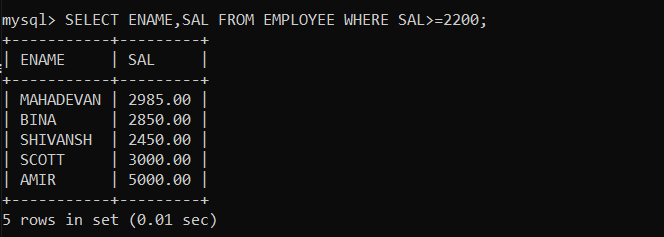 mysql> SELECT ENAME,SAL FROM EMPLOYEE WHERE SAL>=2200;
+-----------+---------+
| ENAME     | SAL     |
+-----------+---------+
| MAHADEVAN | 2985.00 |
| BINA      | 2850.00 |
| SHIVANSH  | 2450.00 |
| SCOTT     | 3000.00 |
| AMIR      | 5000.00 |
+-----------+---------+
5 rows in set (0.01 sec)